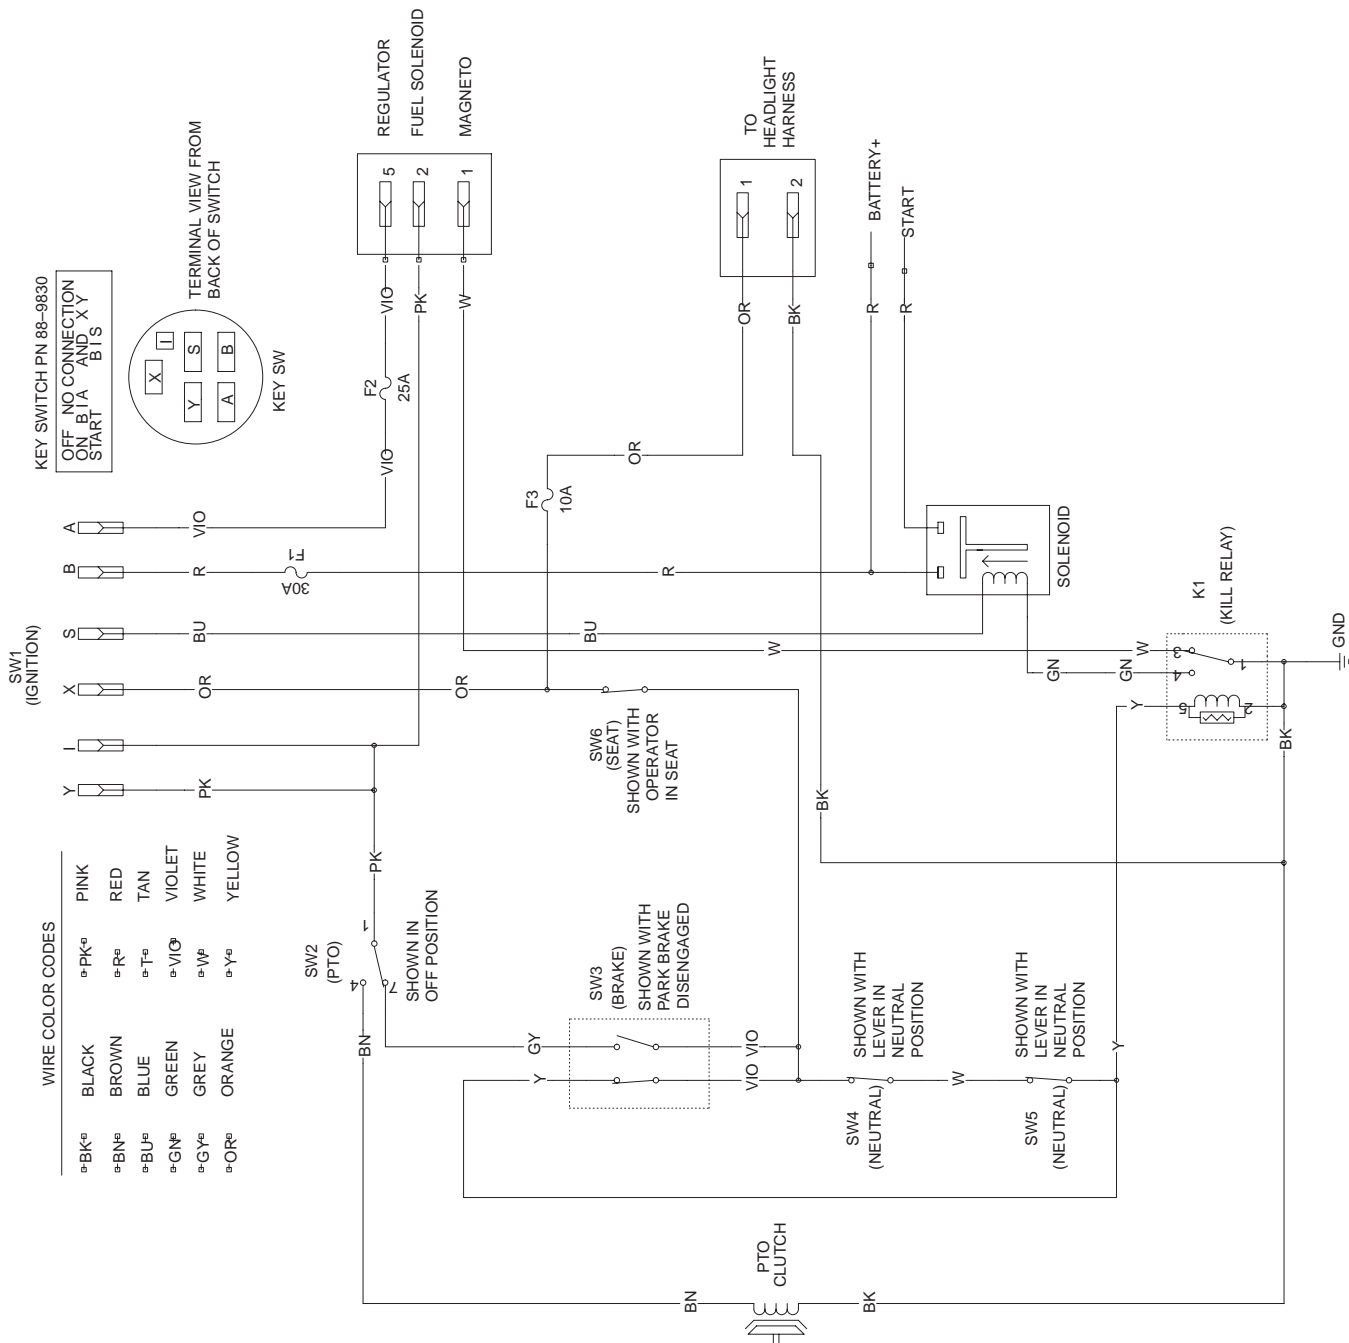 KEY SWITCH PN 88–9830
OFF NO CONNECTION
ON B I A AND X Y
START B I S
TERMINAL VIEW FROM
BACK OF SWITCH
X
I
Y
S
A
B
KEY SW
REGULATOR
FUEL SOLENOID
MAGNETO
5
2
1
VIO
PK
W
F2
25A
VIO
TO
HEADLIGHT
HARNESS
1
2
OR
BK
BATTERY+
START
R
R
SW1
(IGNITION)
A
B
S
X
I
Y
VIO
R
BU
OR
PK
F1
30A
F3
10A
OR
OR
R
BU
W
SOLENOID
SW6
(SEAT)
SHOWN WITH
OPERATOR
IN SEAT
K1
(KILL RELAY)
3
4
1
5
2
W
GN
GN
Y
BK
GND
BK
WIRE COLOR CODES
BK BLACK
BN BROWN
BU BLUE
GN GREEN
GY GREY
OR ORANGE
PK PINK
R RED
T TAN
VIO VIOLET
W WHITE
Y YELLOW
PK
SW2
(PTO)
1
4
7
SHOWN IN
OFF POSITION
BN
GY
Y
SW3
(BRAKE)
SHOWN WITH
PARK BRAKE
DISENGAGED
VIO VIO
VIO VIO
SHOWN WITH
LEVER IN
NEUTRAL
POSITION
SW4
(NEUTRAL)
W
SHOWN WITH
LEVER IN
NEUTRAL
POSITION
SW5
(NEUTRAL)
Y
BN
PTO
CLUTCH
BK